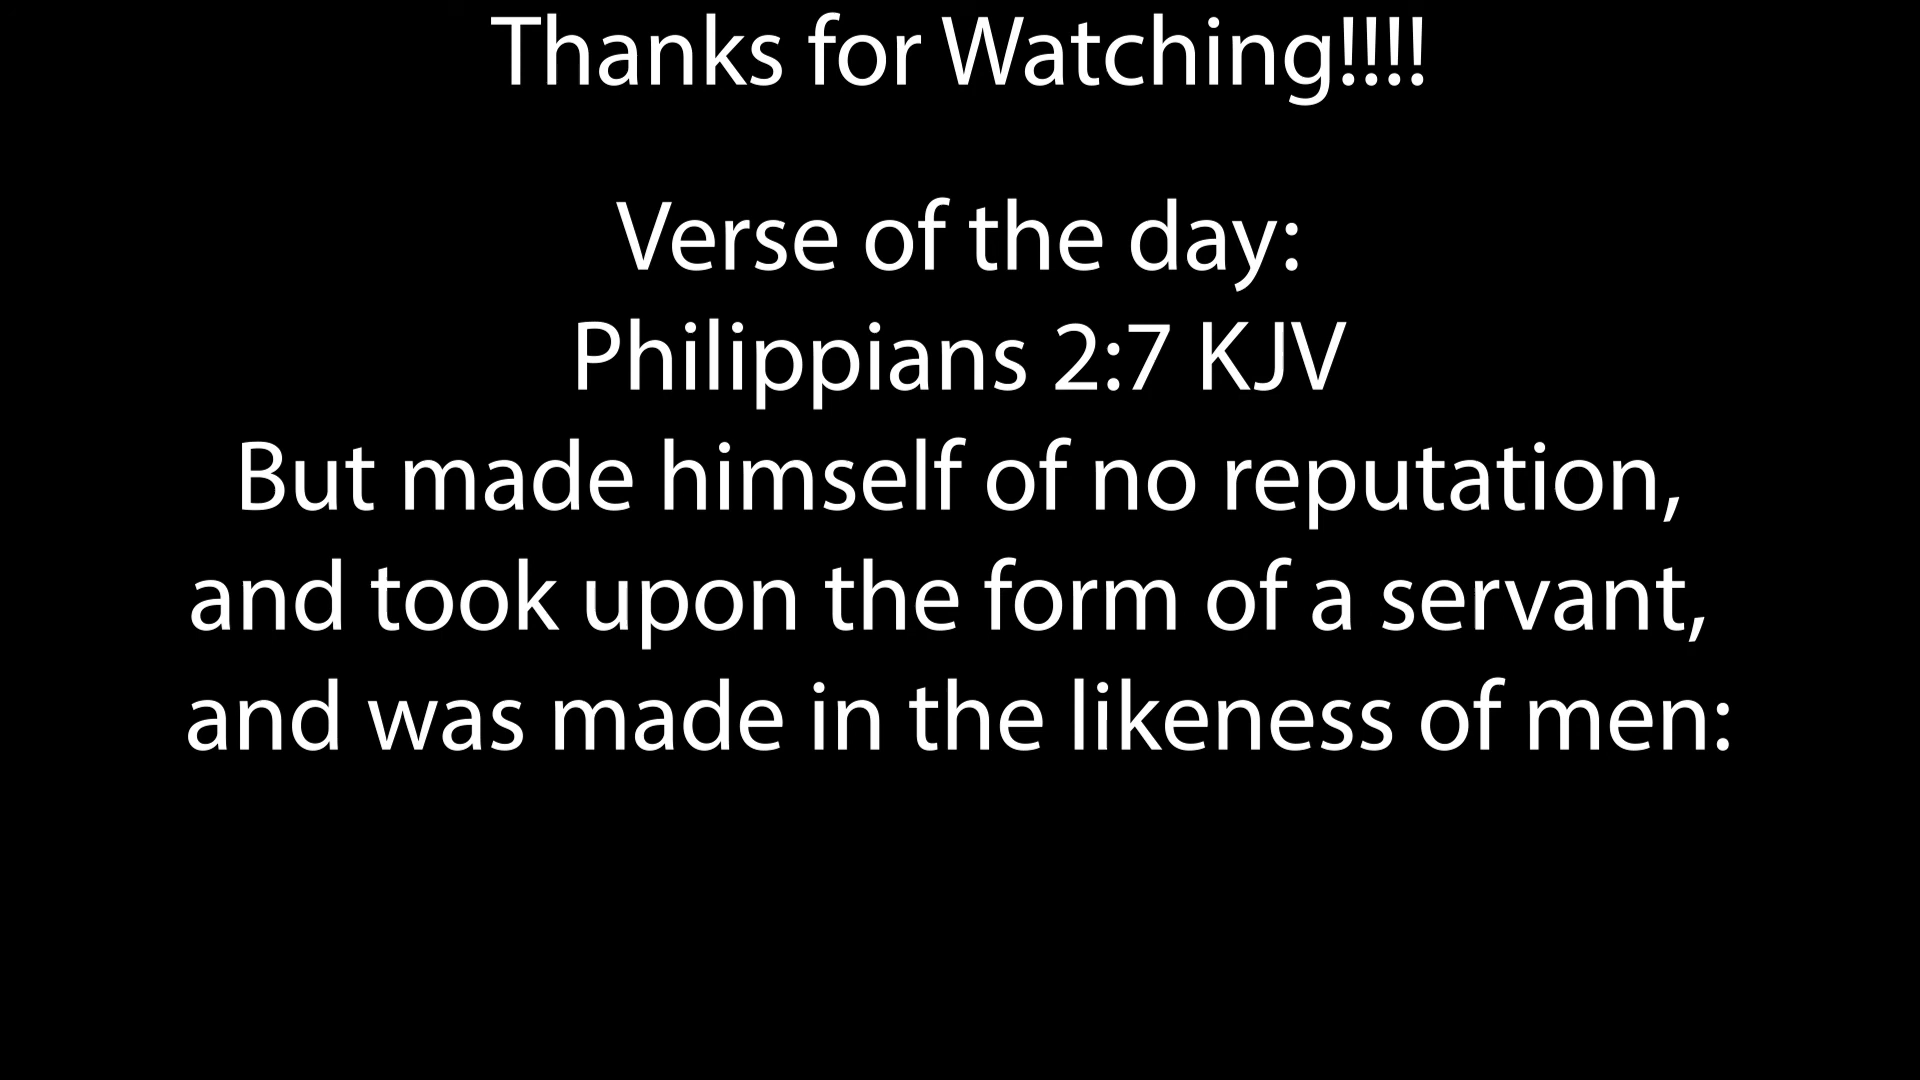 Thanks for Watching!!!!
Verse of the day:
Philippians 2:7 KJV
But made himself of no reputation,
and took upon the form of a servant,
and was made in the likeness of men: